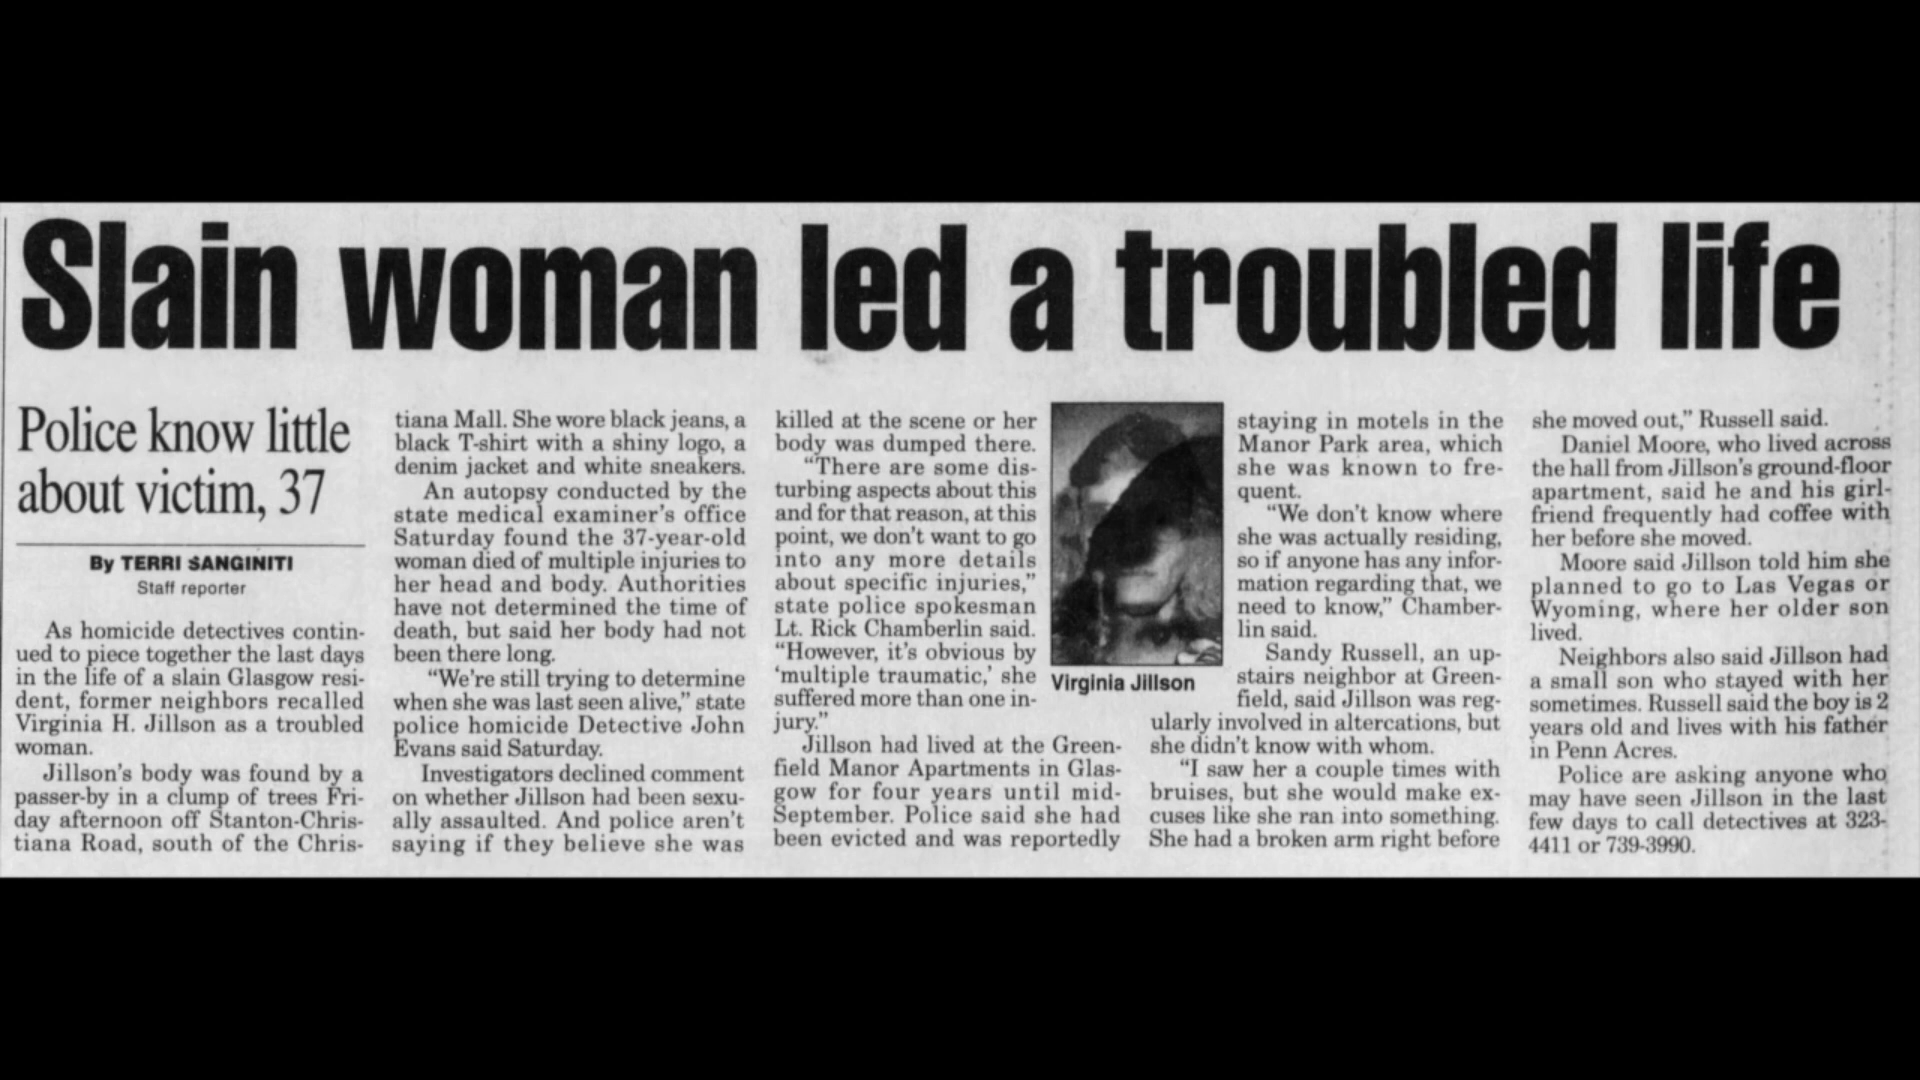 Slain woman led a troubled life
Police know little
about victim, 37
By TERRI SANGINITI
Staff reporter
As homicide detectives contin-
ued to piece together the last days
in the life of a slain Glasgow resi-
dent, former neighbors recalled
Virginia H. Jillson as a troubled
woman.
Jillson's body was found by a
passer-by in a clump of trees Fri-
day afternoon off Stanton-Chris-
tiana Road, south of the Chris-
tiana Mall. She wore black jeans, a
black T-shirt with a shiny logo, a
denim jacket and white sneakers.
An autopsy conducted by the
state medical examiner's office
Saturday found the 37-year-old
woman died of multiple injuries to
her head and body. Authorities
have not determined the time of
death, but said her body had not
been there long.
"We're still trying to determine
when she was last seen alive," state
police homicide Detective John
Evans said Saturday.
Investigators declined comment
on whether Jillson had been sexu-
ally assaulted. And police aren't
saying if they believe she was
killed at the scene or her
body was dumped there.
"There are some dis-
turbing aspects about this
and for that reason, at this
point, we don't want to go
into any more details
about specific injuries,"
state police spokesman
Lt. Rick Chamberlin said.
"However, it's obvious by
'multiple traumatic,' she
suffered more than one in-
jury."
Jillson had lived at the Green-
field Manor Apartments in Glas-
gow for four years until mid-
September. Police said she had
been evicted and was reportedly
Virginia Jillson
staying in motels in the
Manor Park area, which
she was known to fre-
quent.
"We don't know where
she was actually residing,
so if anyone has any infor-
mation regarding that, we
need to know," Chamber-
lin said.
Sandy Russell, an up-
stairs neighbor at Green-
field, said Jillson was reg-
ularly involved in altercations, but
she didn't know with whom.
"I saw her a couple times with
bruises, but she would make ex-
cuses like she ran into something.
She had a broken arm right before
she moved out," Russell said.
Daniel Moore, who lived across
the hall from Jillson's ground-floor
apartment, said he and his girl-
friend frequently had coffee with
her before she moved.
Moore said Jillson told him she
planned to go to Las Vegas or
Wyoming, where her older son
lived.
Neighbors also said Jillson had
a small son who stayed with her
sometimes. Russell said the boy is 2
years old and lives with his father
in Penn Acres.
Police are asking anyone who
may have seen Jillson in the last
few days to call detectives at 323-
4411 or 739-3990.